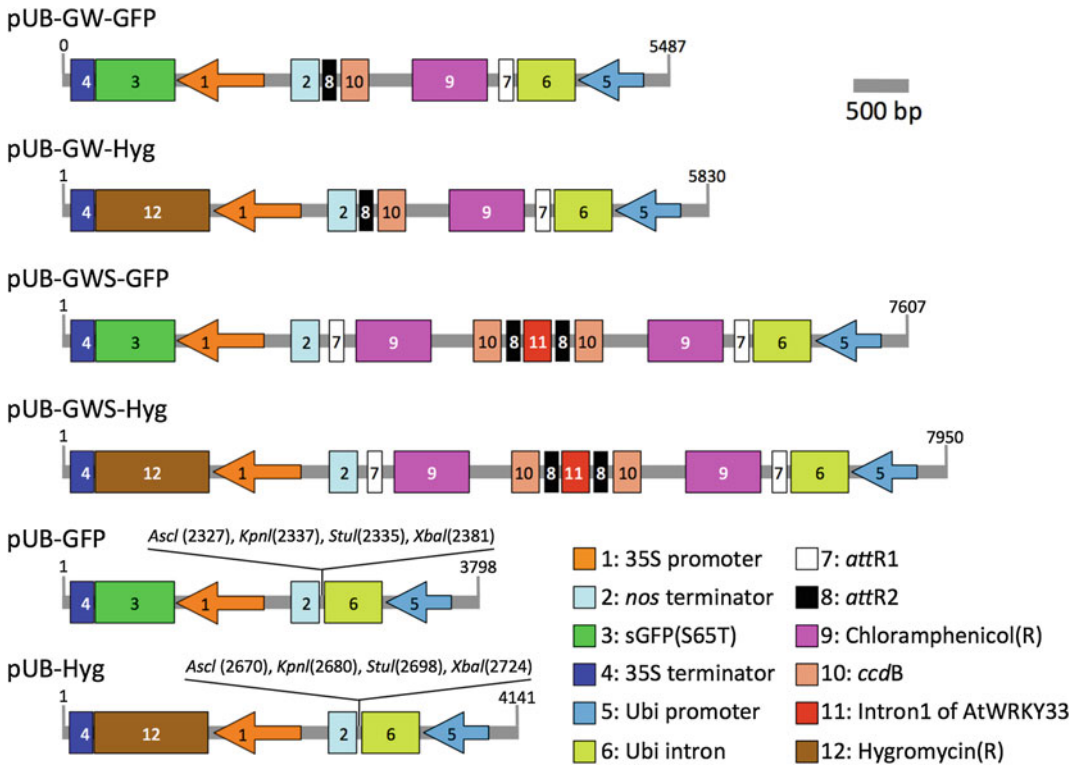 pUB-GW-GFP
0
5487
4 3 1 2 8 10 9 7 6 5
500 bp
pUB-GW-Hyg
1
5830
4 12 1 2 8 10 9 7 6 5
pUB-GWS-GFP
1
7607
4 3 1 2 7 9 10 8 11 8 10 9 7 6 5
pUB-GWS-Hyg
1
7950
4 12 1 2 7 9 10 8 11 8 10 9 7 6 5
pUB-GFP
AscI (2327), KpnI(2337), StuI(2335), XbaI(2381)
1
3798
4 3 1 2 6 5
pUB-Hyg
AscI (2670), KpnI(2680), StuI(2698), XbaI(2724)
1
4141
4 12 1 2 6 5
1: 35S promoter
2: nos terminator
3: sGFP(S65T)
4: 35S terminator
5: Ubi promoter
6: Ubi intron
7: attR1
8: attR2
9: Chloramphenicol(R)
10: ccdB
11: Intron1 of AtWRKY33
12: Hygromycin(R)